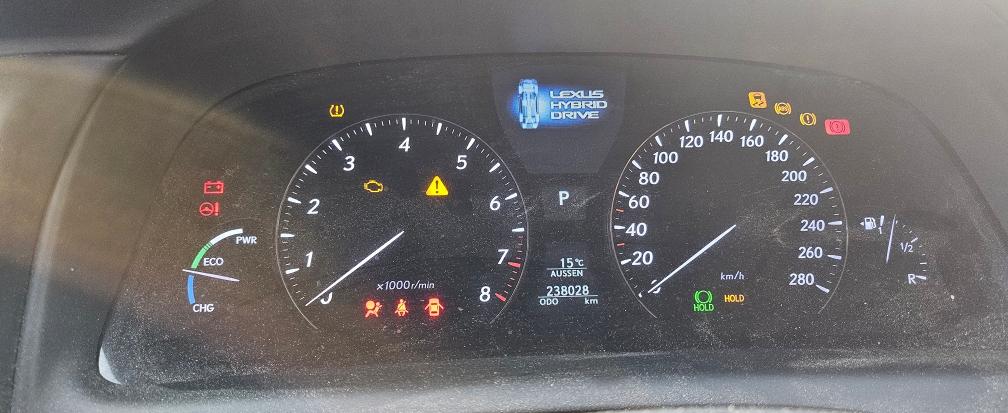 LEXUS
HYBRID
DRIVE
PWR
ECO
CHG
0
1
2
3
4
5
6
7
8
x1000r/min
P
15°C
AUSSEN
238028
ODO km
20
40
60
80
100
120
140
160
180
200
220
240
260
280
km/h
HOLD
HOLD
1
1/2
R